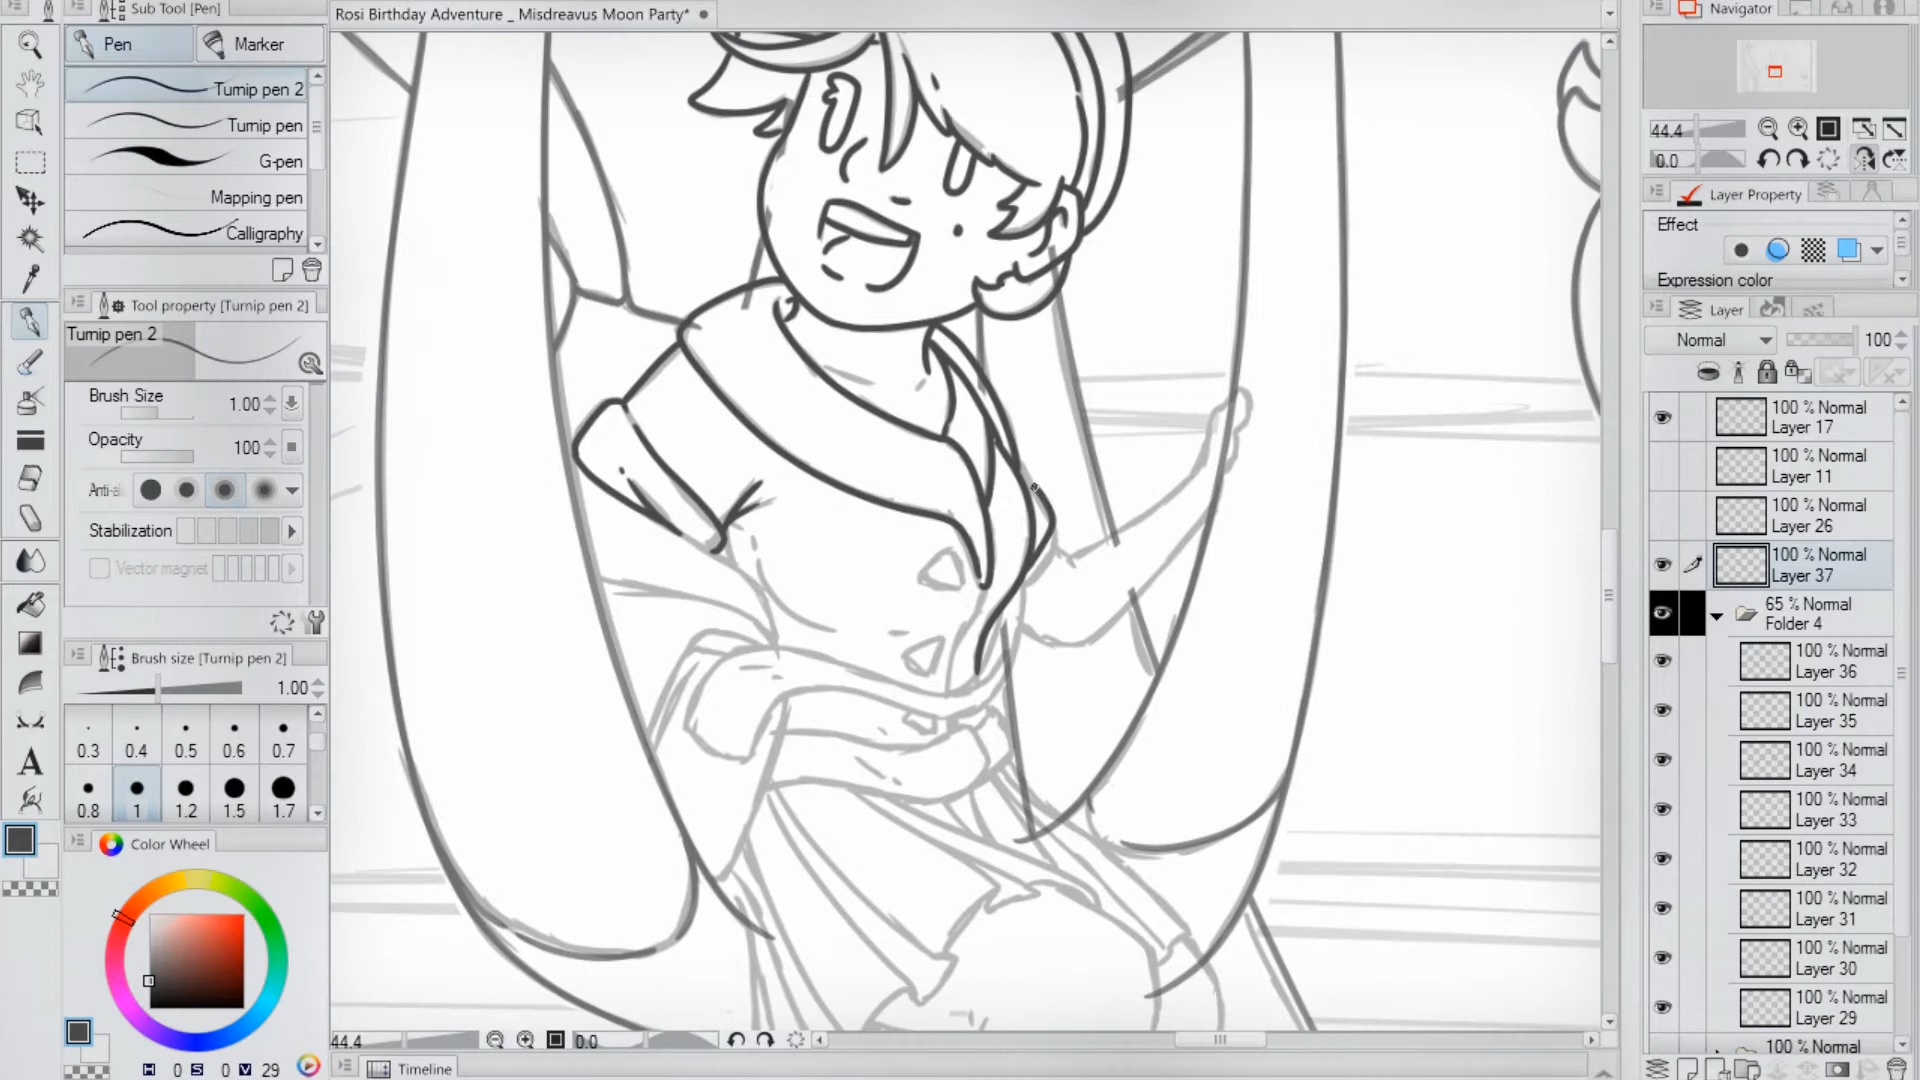 Sub Tool [Pen]
Rosi Birthday Adventure _ Misdreavus Moon Party*
Navigator
Pen
Marker
Turnip pen 2
Turnip pen
G-pen
Mapping pen
Calligraphy
44.4
0.0
Layer Property
Effect
Expression color
Tool property [Turnip pen 2]
Turnip pen 2
Layer
Normal
100
Brush Size
1.00
Opacity
100
Anti-a
Stabilization
Vector magnet
100 % Normal
Layer 17
100 % Normal
Layer 11
100 % Normal
Layer 26
100 % Normal
Layer 37
65 % Normal
Folder 4
100 % Normal
Layer 36
100 % Normal
Layer 35
100 % Normal
Layer 34
100 % Normal
Layer 33
100 % Normal
Layer 32
100 % Normal
Layer 31
100 % Normal
Layer 30
100 % Normal
Layer 29
100 % Normal
Brush size [Turnip pen 2]
1.00
0.3 0.4 0.5 0.6 0.7
0.8 1 1.2 1.5 1.7
Color Wheel
H 0 S 0 V 29
44.4
0.0
Timeline
A